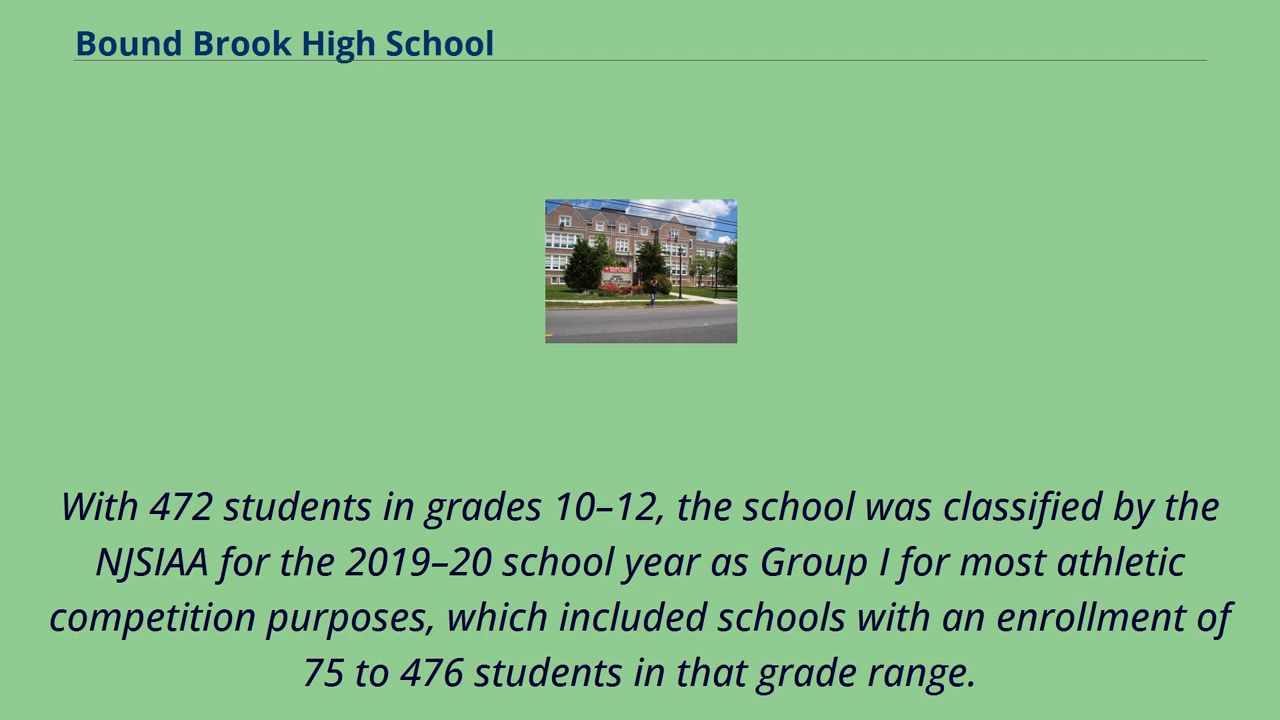 Bound Brook High School
With 472 students in grades 10–12, the school was classified by the
NJSIAA for the 2019–20 school year as Group I for most athletic
competition purposes, which included schools with an enrollment of
75 to 476 students in that grade range.